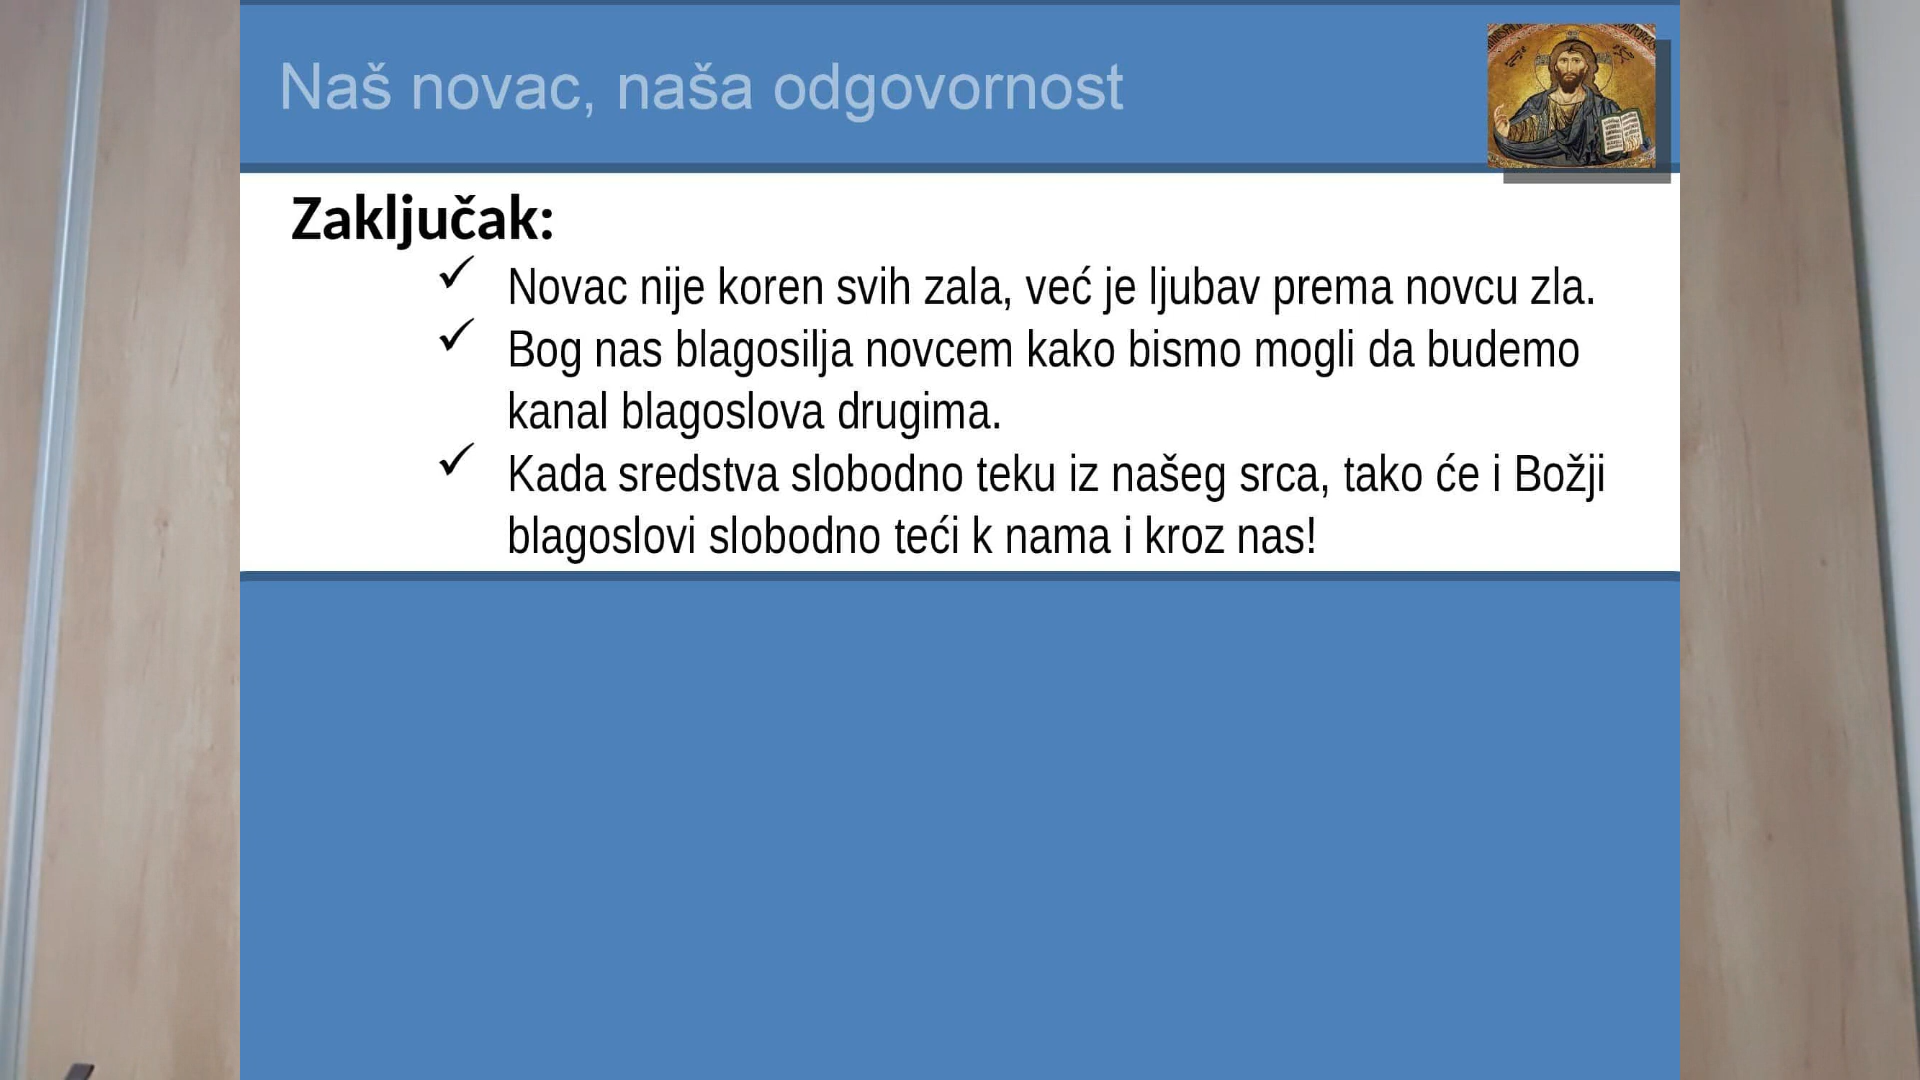 Naš novac, naša odgovornost
Zaključak:
✓ Novac nije koren svih zala, već je ljubav prema novcu zla.
✓ Bog nas blagosilja novcem kako bismo mogli da budemo
kanal blagoslova drugima.
✓ Kada sredstva slobodno teku iz našeg srca, tako će i Božji
blagoslovi slobodno teći k nama i kroz nas!